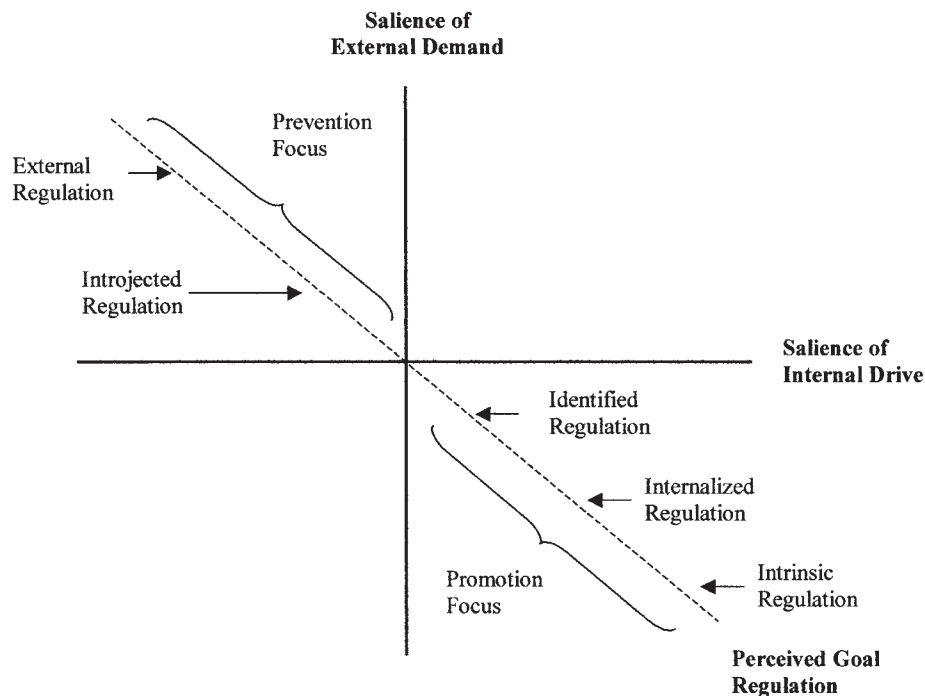 Salience of
External Demand
Prevention
Focus
External
Regulation
Introjected
Regulation
Salience of
Internal Drive
Identified
Regulation
Internalized
Regulation
Promotion
Focus
Intrinsic
Regulation
Perceived Goal
Regulation